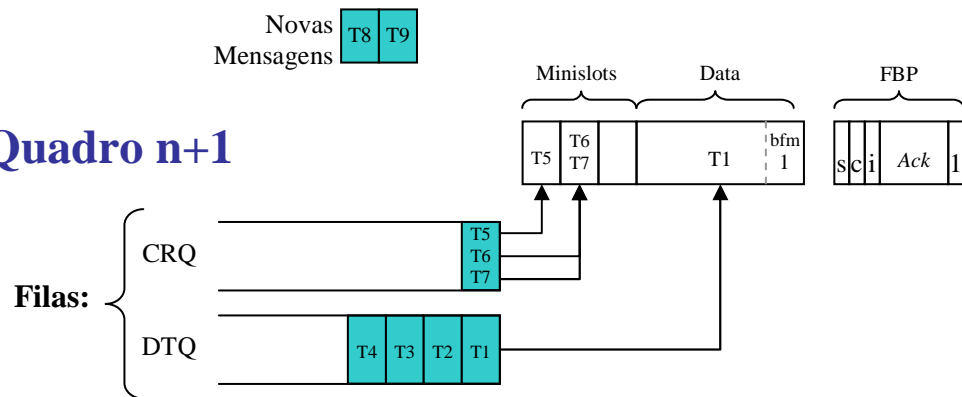 Novas
Mensagens
T8 T9
Minislots Data FBP
Quadro n+1
T5 T6 T7 T1 bfm 1 s c i Ack 1
Filas:
CRQ
T5
T6
T7
DTQ
T4 T3 T2 T1